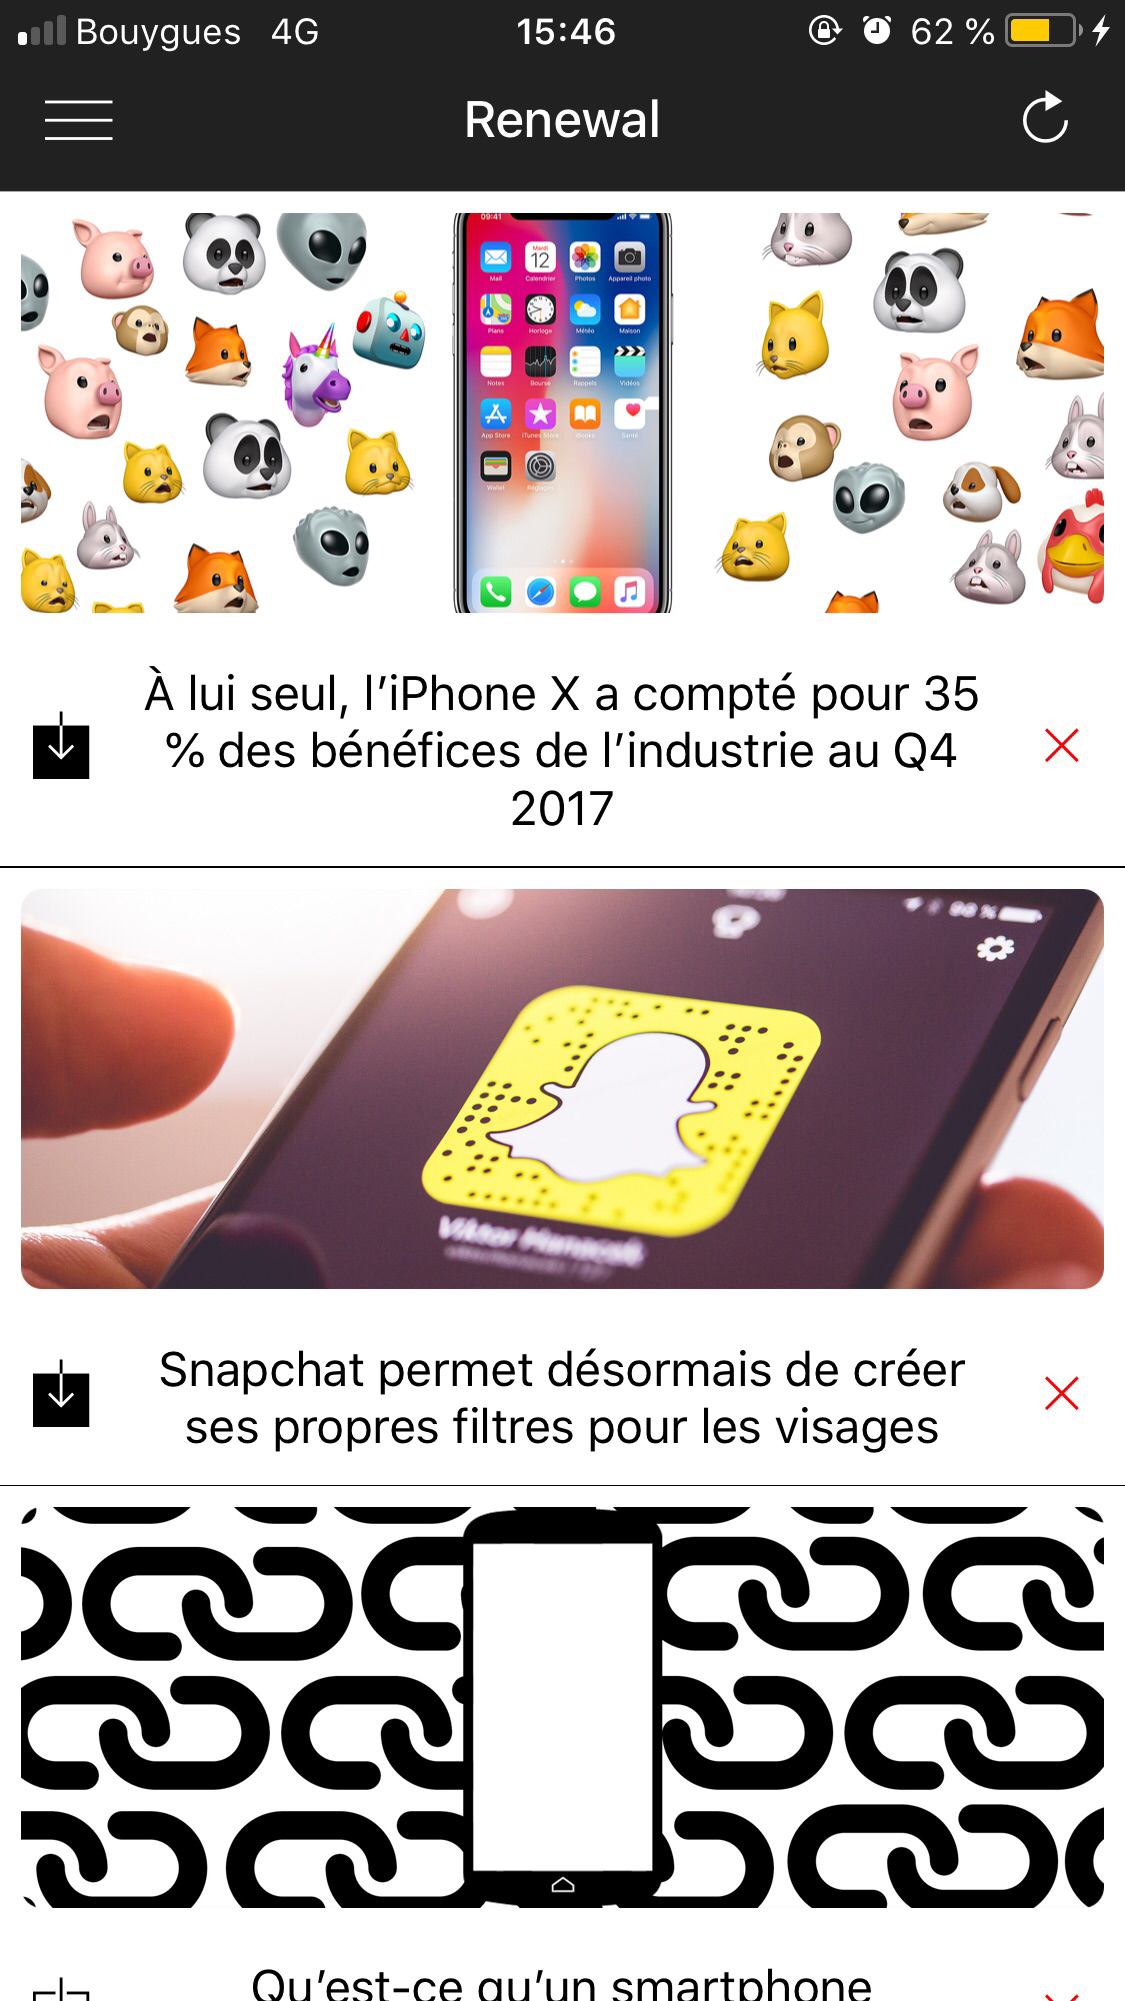 Bouygues 4G 15:46 62 %
Renewal
09:41
Mardi
12
Mail Calendrier Photos Appareil photo
Plans Horloge Météo Maison
Notes Bourse Rappels Vidéos
App Store iTunes Store iBooks Santé
Wallet Réglages
À lui seul, l’iPhone X a compté pour 35
% des bénéfices de l’industrie au Q4
2017
98 %
Viktor Hanacek
Snapchat permet désormais de créer
ses propres filtres pour les visages
Qu’est-ce qu’un smartphone